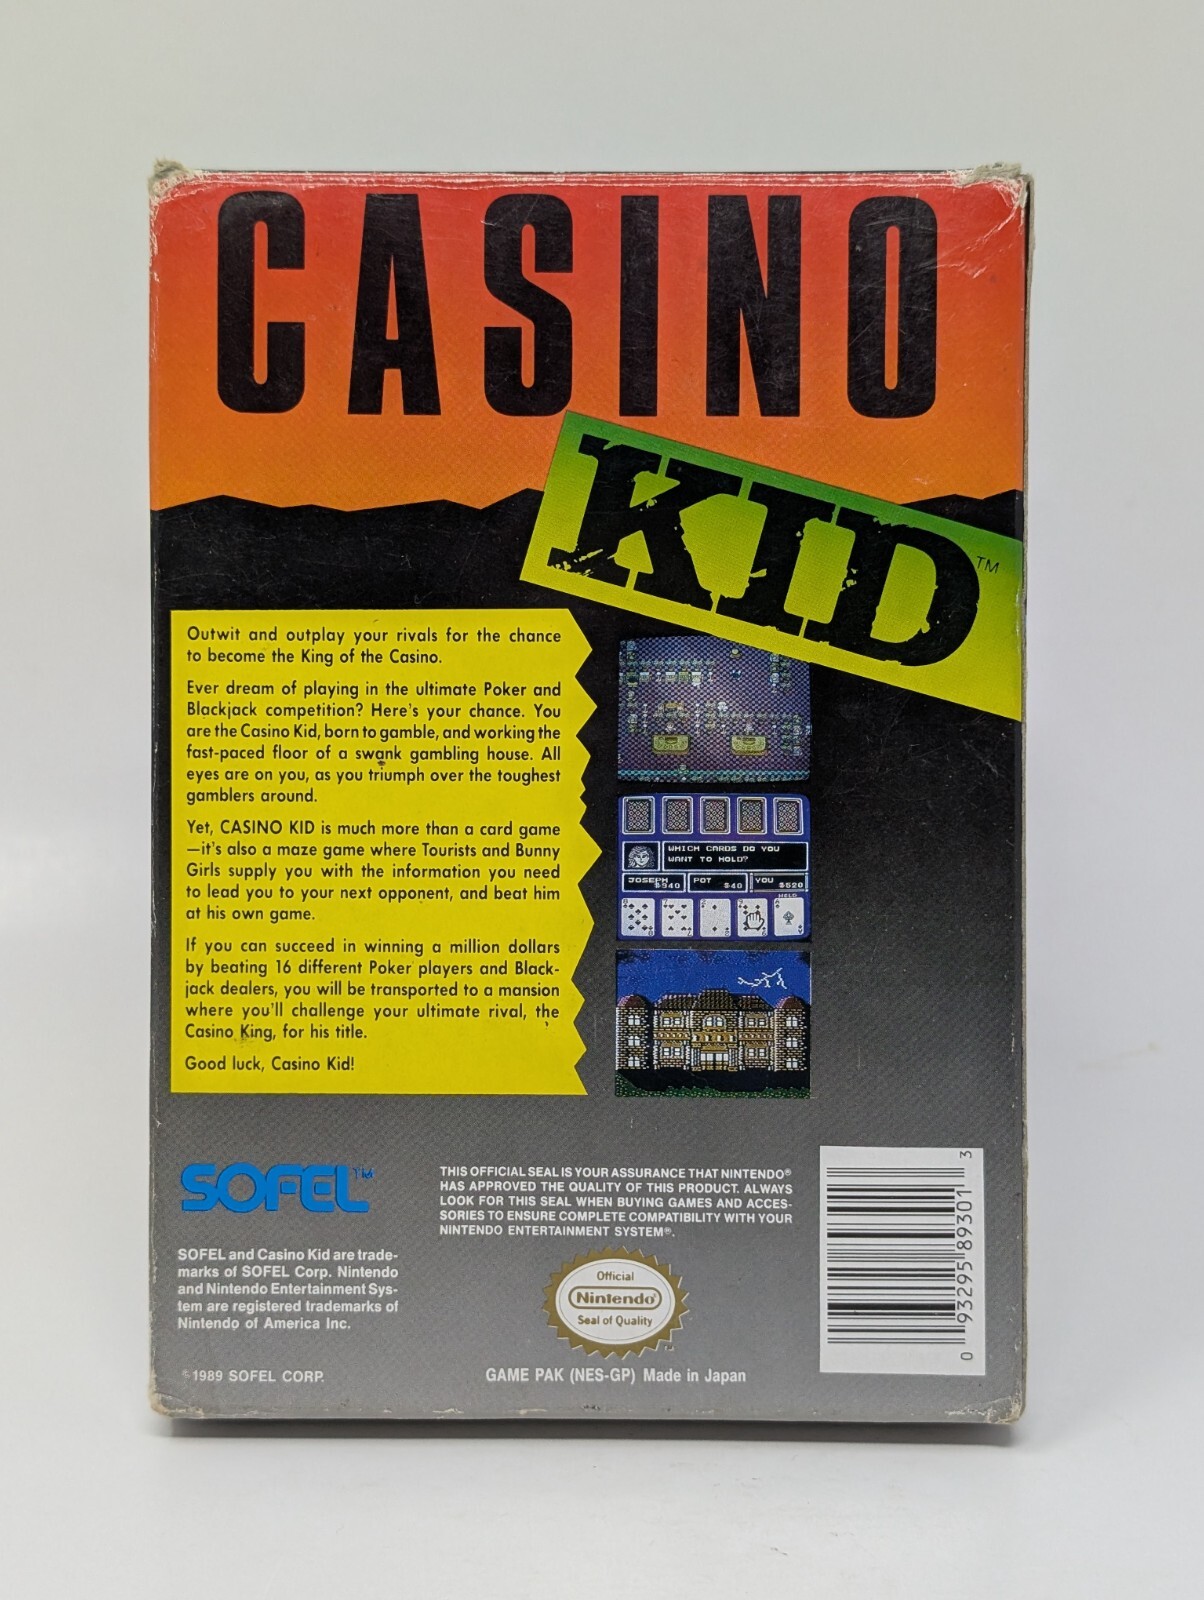 CASINO
KID™
Outwit and outplay your rivals for the chance
to become the King of the Casino.
Ever dream of playing in the ultimate Poker and
Blackjack competition? Here's your chance. You
are the Casino Kid, born to gamble, and working the
fast-paced floor of a swank gambling house. All
eyes are on you, as you triumph over the toughest
gamblers around.
Yet, CASINO KID is much more than a card game
—it's also a maze game where Tourists and Bunny
Girls supply you with the information you need
to lead you to your next opponent, and beat him
at his own game.
If you can succeed in winning a million dollars
by beating 16 different Poker players and Black-
jack dealers, you will be transported to a mansion
where you'll challenge your ultimate rival, the
Casino King, for his title.
Good luck, Casino Kid!
WHICH CARDS DO YOU
WANT TO HOLD?
JOSEPH $340 POT $40 YOU $520
HELD
SOFEL™
SOFEL and Casino Kid are trade-
marks of SOFEL Corp. Nintendo
and Nintendo Entertainment Sys-
tem are registered trademarks of
Nintendo of America Inc.
©1989 SOFEL CORP.
THIS OFFICIAL SEAL IS YOUR ASSURANCE THAT NINTENDO®
HAS APPROVED THE QUALITY OF THIS PRODUCT. ALWAYS
LOOK FOR THIS SEAL WHEN BUYING GAMES AND ACCES-
SORIES TO ENSURE COMPLETE COMPATIBILITY WITH YOUR
NINTENDO ENTERTAINMENT SYSTEM®.
Official
Nintendo®
Seal of Quality
GAME PAK (NES-GP) Made in Japan
0 93295 89301 3